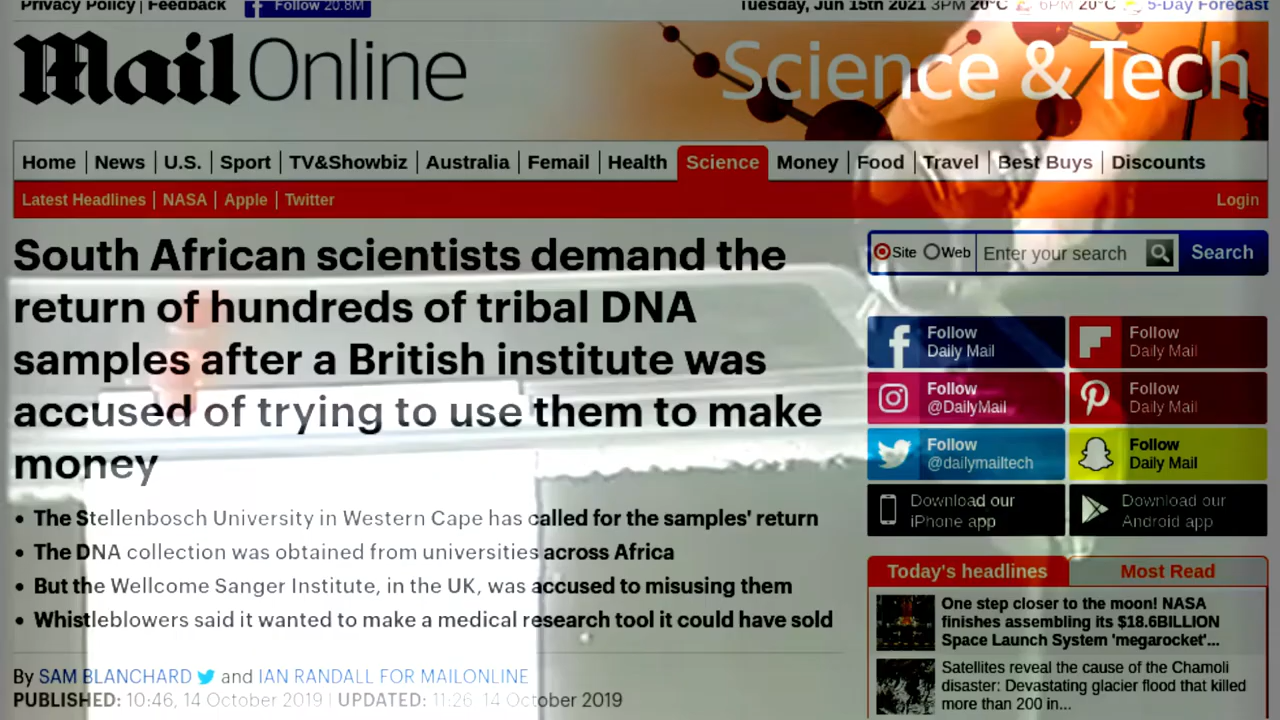 Privacy Policy | Feedback
Follow 20.8M
Tuesday, Jun 15th 2021 3PM 20°C 6PM 20°C 5-Day Forecast
Mail Online
Science & Tech
Home News U.S. Sport TV&Showbiz Australia Femail Health Science Money Food Travel Best Buys Discounts
Latest Headlines NASA Apple Twitter
Login
South African scientists demand the
return of hundreds of tribal DNA
samples after a British institute was
accused of trying to use them to make
money
• The Stellenbosch University in Western Cape has called for the samples' return
• The DNA collection was obtained from universities across Africa
• But the Wellcome Sanger Institute, in the UK, was accused to misusing them
• Whistleblowers said it wanted to make a medical research tool it could have sold
By SAM BLANCHARD and IAN RANDALL FOR MAILONLINE
PUBLISHED: 10:46, 14 October 2019 | UPDATED: 11:26 14 October 2019
Site Web Enter your search Search
Follow
Daily Mail
Follow
Daily Mail
Follow
@DailyMail
Follow
Daily Mail
Follow
@dailymailtech
Follow
Daily Mail
Download our
iPhone app
Download our
Android app
Today's headlines
Most Read
One step closer to the moon! NASA
finishes assembling its $18.6BILLION
Space Launch System 'megarocket'...
Satellites reveal the cause of the Chamoli
disaster: Devastating glacier flood that killed
more than 200 in...